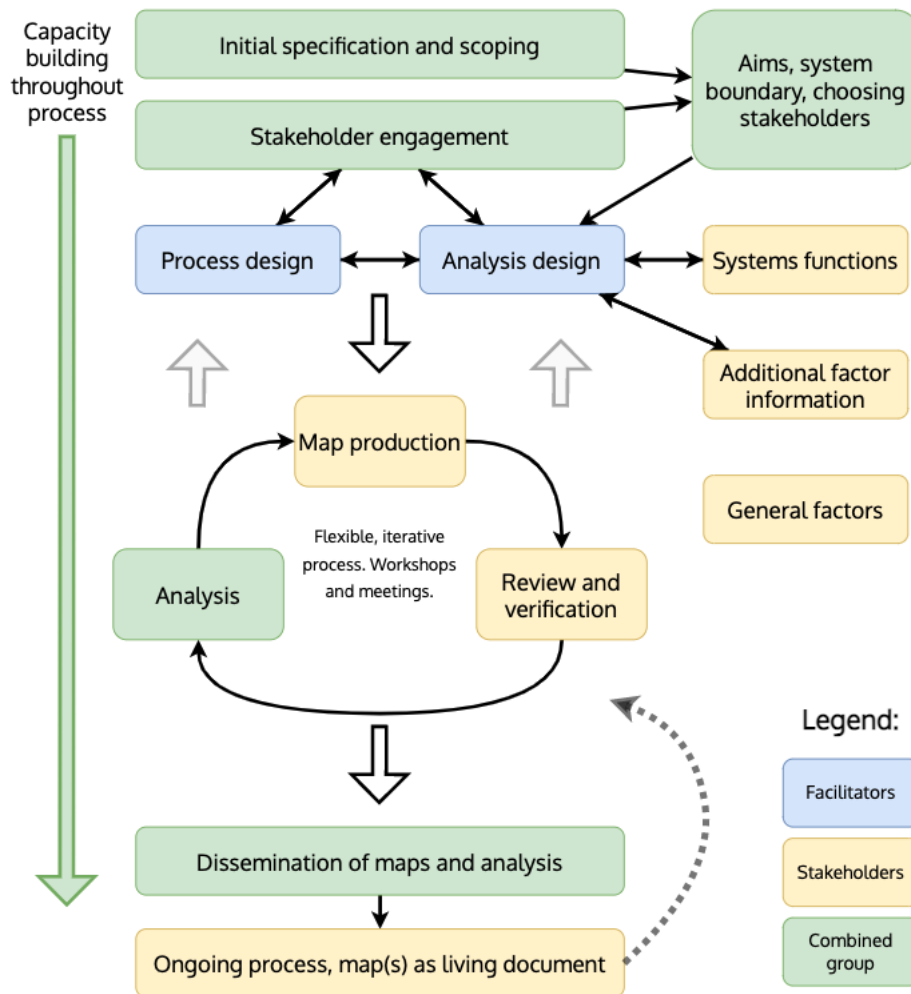 Capacity
building
throughout
process
Initial specification and scoping
Aims, system
boundary, choosing
stakeholders
Stakeholder engagement
Process design
Analysis design
Systems functions
Additional factor
information
Map production
General factors
Flexible, iterative
process. Workshops
and meetings.
Analysis
Review and
verification
Legend:
Facilitators
Dissemination of maps and analysis
Stakeholders
Ongoing process, map(s) as living document
Combined
group